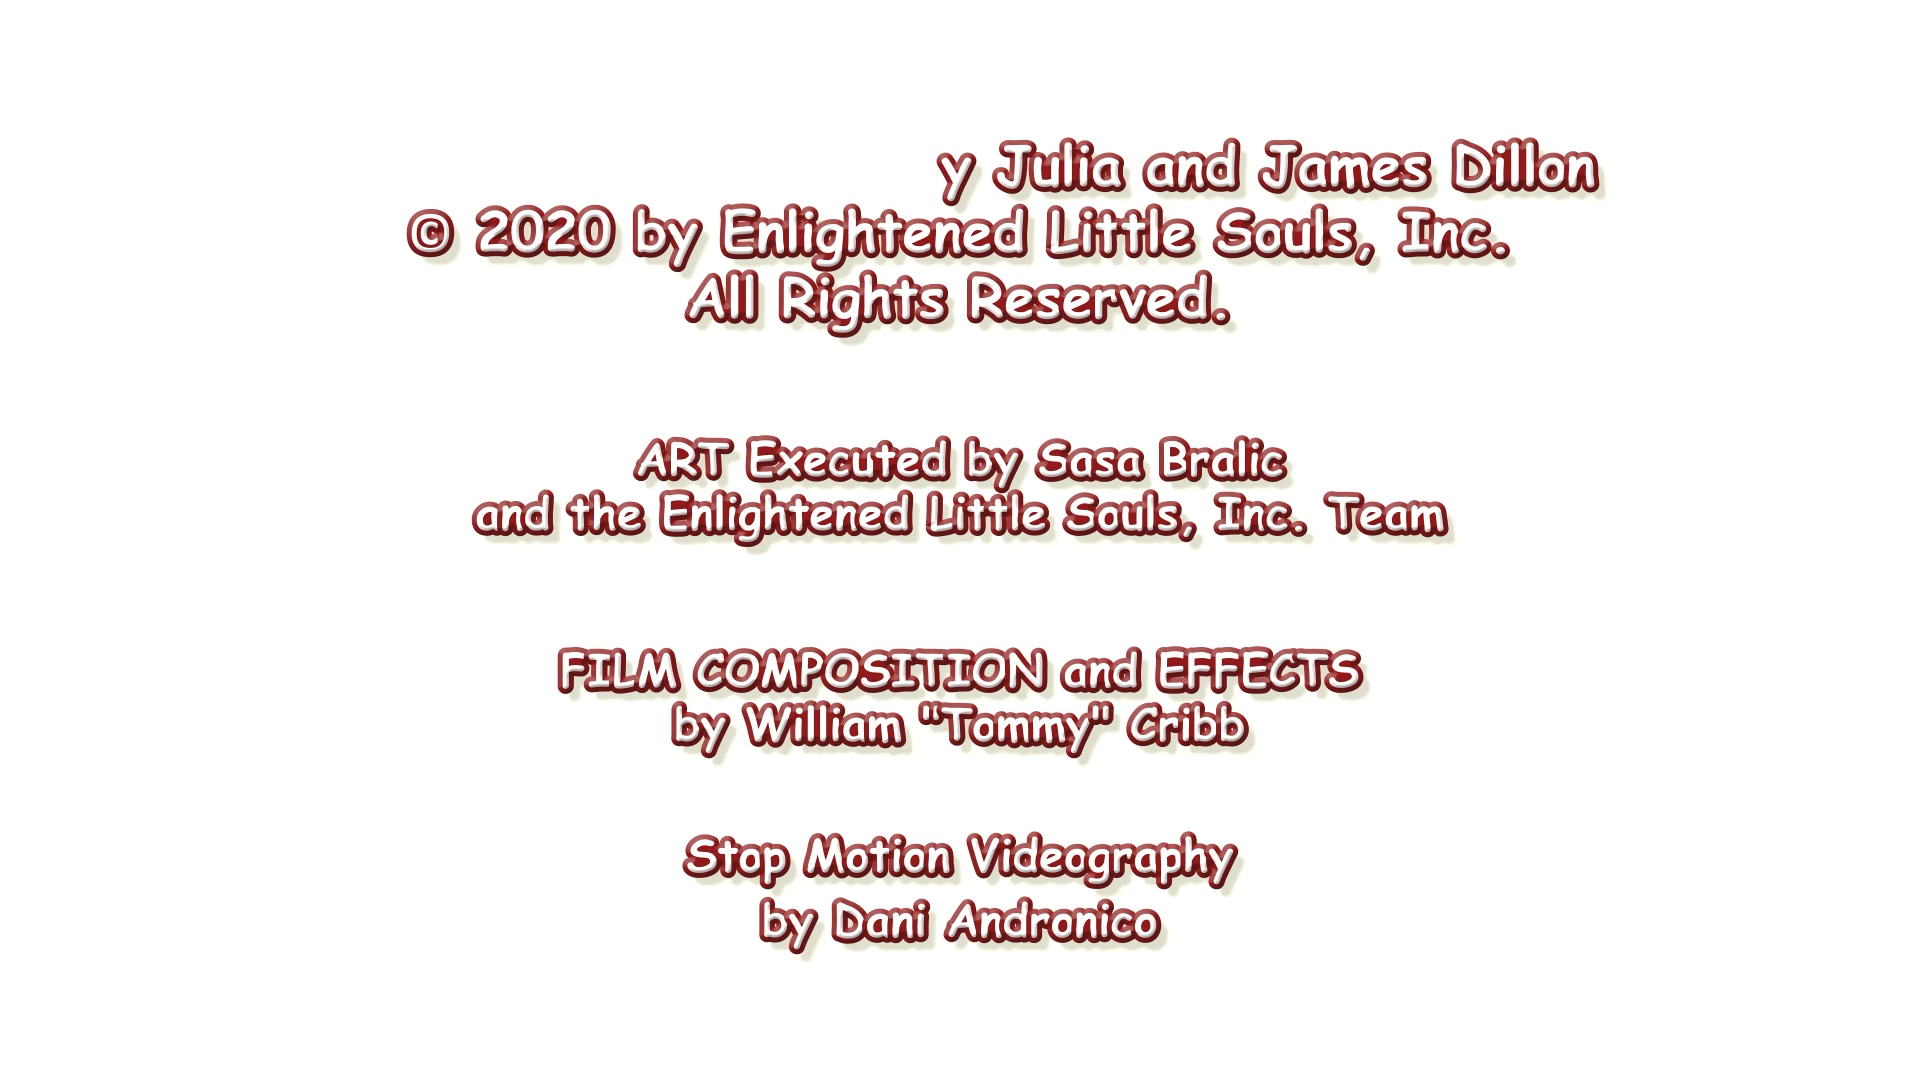 y Julia and James Dillon
© 2020 by Enlightened Little Souls, Inc.
All Rights Reserved.
ART Executed by Sasa Bralic
and the Enlightened Little Souls, Inc. Team
FILM COMPOSITION and EFFECTS
by William "Tommy" Cribb
Stop Motion Videography
by Dani Andronico